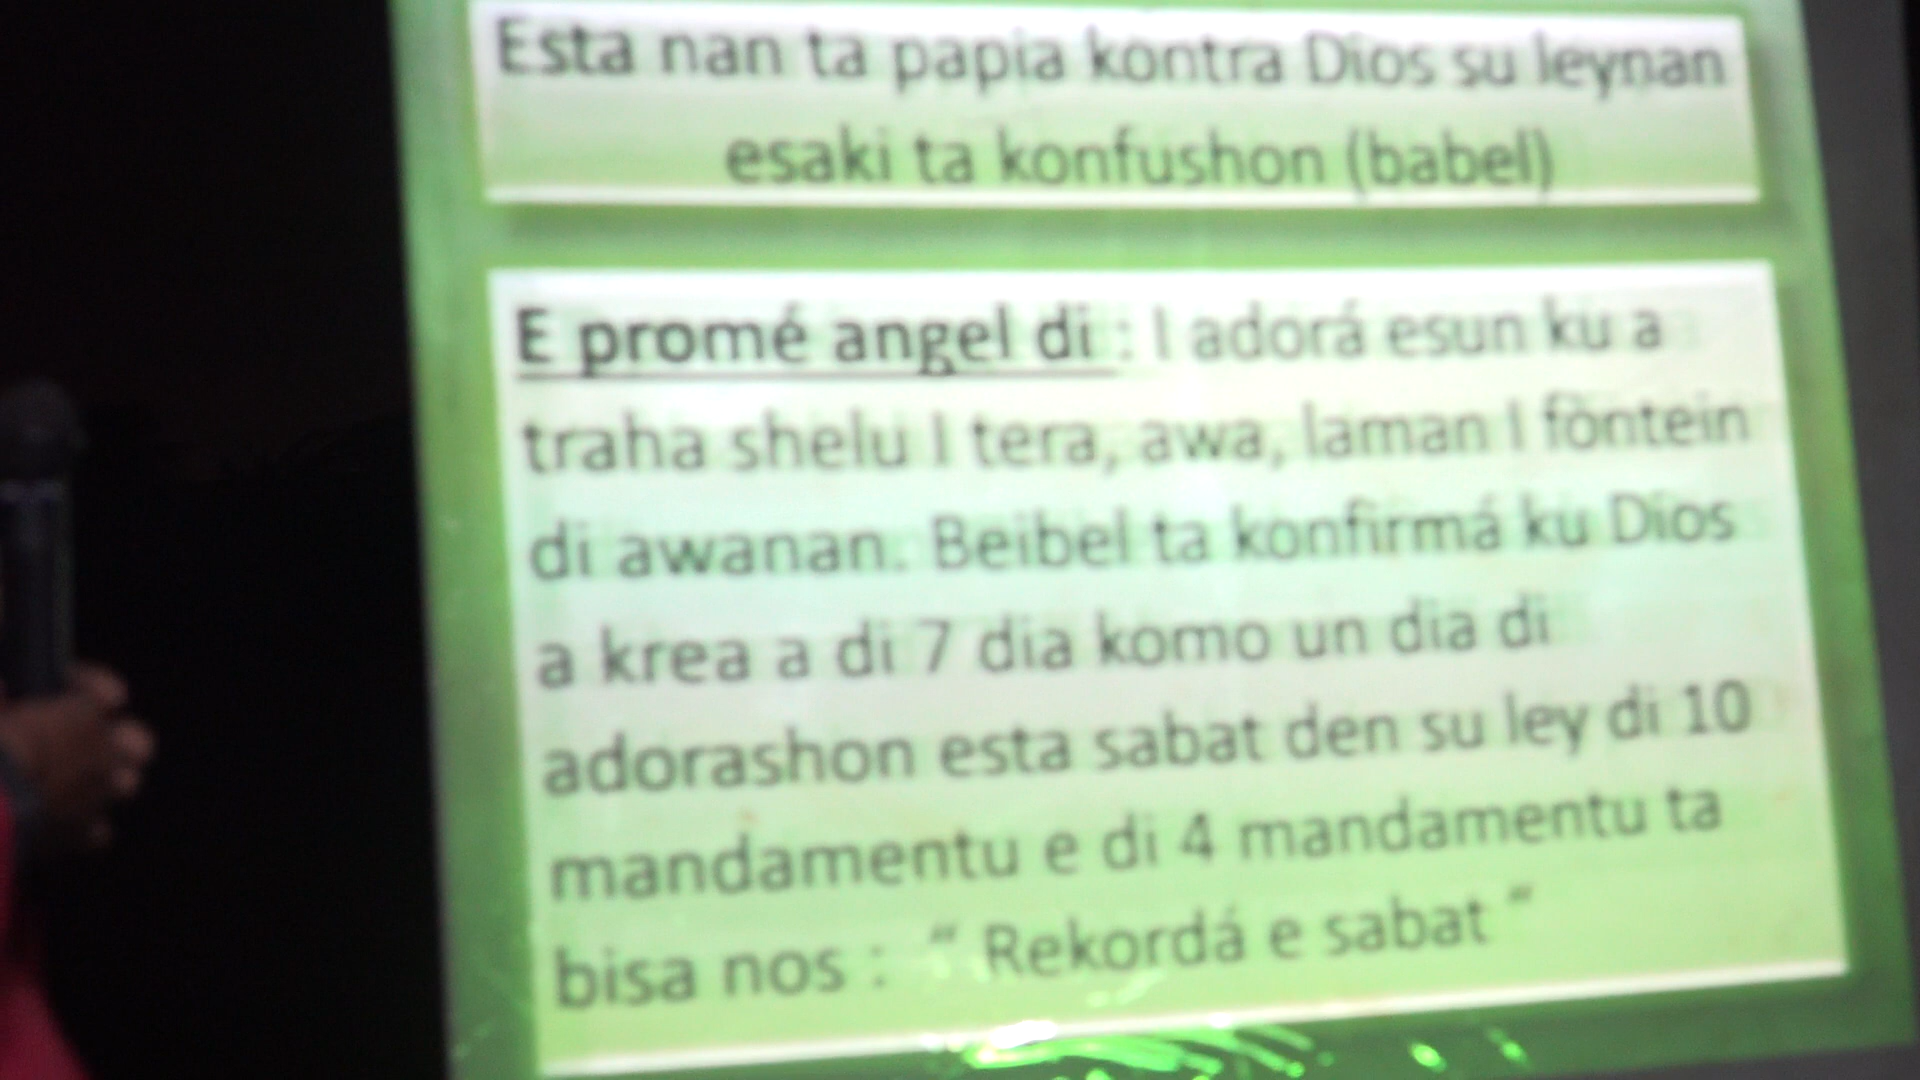 Esta nan ta papia kontra Dios su leynan
esaki ta konfushon (babel)
E promé angel di : I adorá esun ku a
traha shelu I tera, awa, laman I fòntein
di awanan. Beibel ta konfirmá ku Dios
a krea a di 7 dia komo un dia di
adorashon esta sabat den su ley di 10
mandamentu e di 4 mandamentu ta
bisa nos : “ Rekordá e sabat “